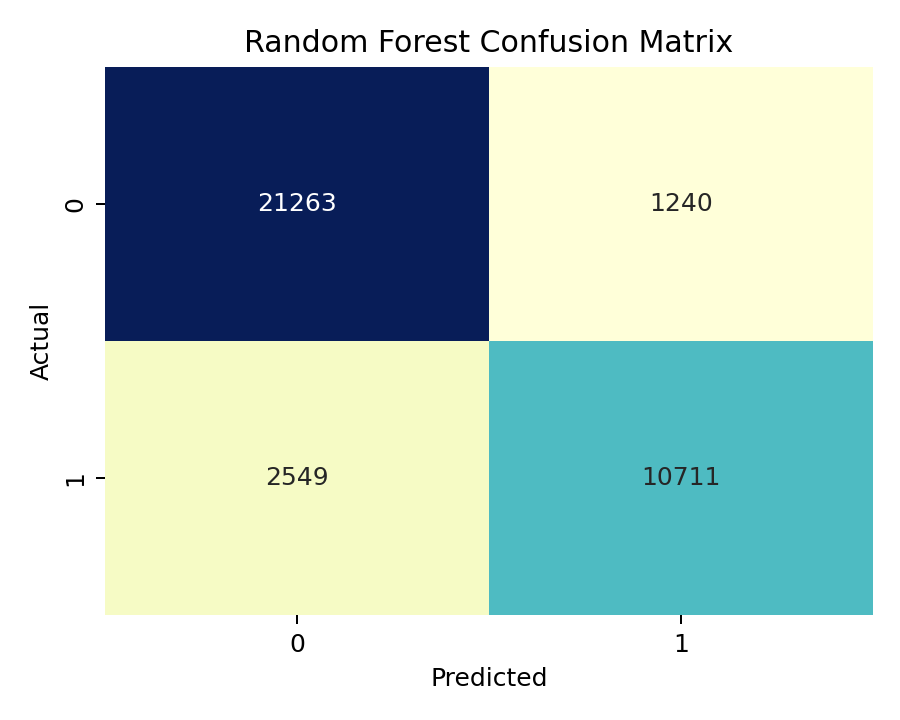 Random Forest Confusion Matrix
Actual
0
21263
1240
1
2549
10711
0
1
Predicted